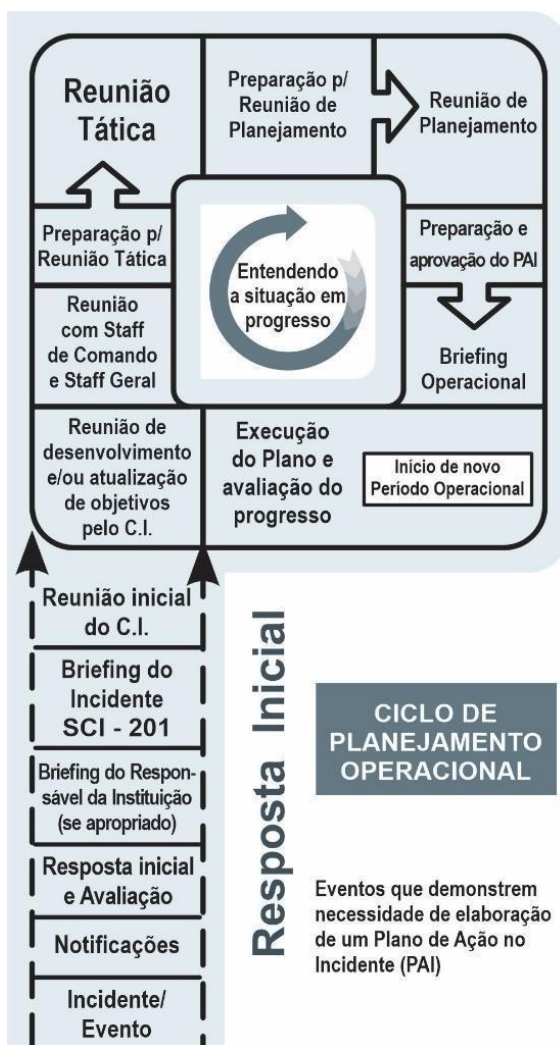 Reunião
Tática
Preparação p/
Reunião de
Planejamento
Reunião de
Planejamento
Preparação p/
Reunião Tática
Entendendo
a situação em
progresso
Preparação e
aprovação do PAI
Reunião
com Staff
de Comando
e Staff Geral
Briefing
Operacional
Reunião de
desenvolvimento
e/ou atualização
de objetivos
pelo C.I.
Execução
do Plano e
avaliação do
progresso
Início de novo
Período Operacional
Reunião inicial
do C.I.
Briefing do
Incidente
SCI - 201
Briefing do Respon-
sável da Instituição
(se apropriado)
Resposta inicial
e Avaliação
Notificações
Incidente/
Evento
Resposta Inicial
CICLO DE
PLANEJAMENTO
OPERACIONAL
Eventos que demonstrem
necessidade de elaboração
de um Plano de Ação no
Incidente (PAI)